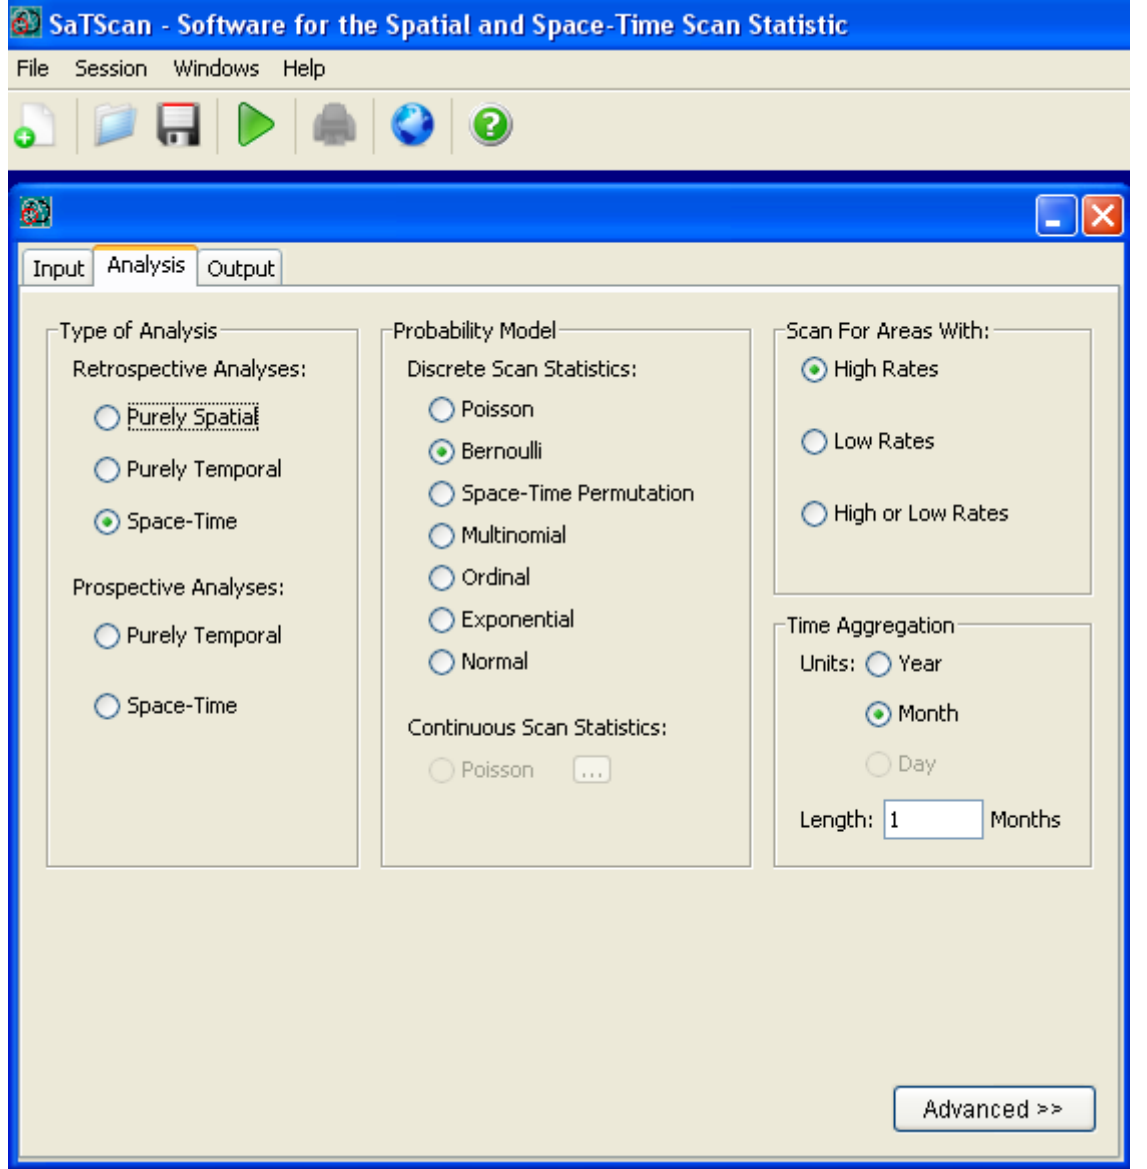 SaTScan - Software for the Spatial and Space-Time Scan Statistic
File Session Windows Help
Input Analysis Output
Type of Analysis
Retrospective Analyses:
Purely Spatial
Purely Temporal
Space-Time
Prospective Analyses:
Purely Temporal
Space-Time
Probability Model
Discrete Scan Statistics:
Poisson
Bernoulli
Space-Time Permutation
Multinomial
Ordinal
Exponential
Normal
Continuous Scan Statistics:
Poisson ...
Scan For Areas With:
High Rates
Low Rates
High or Low Rates
Time Aggregation
Units: Year
Month
Day
Length: 1 Months
Advanced >>